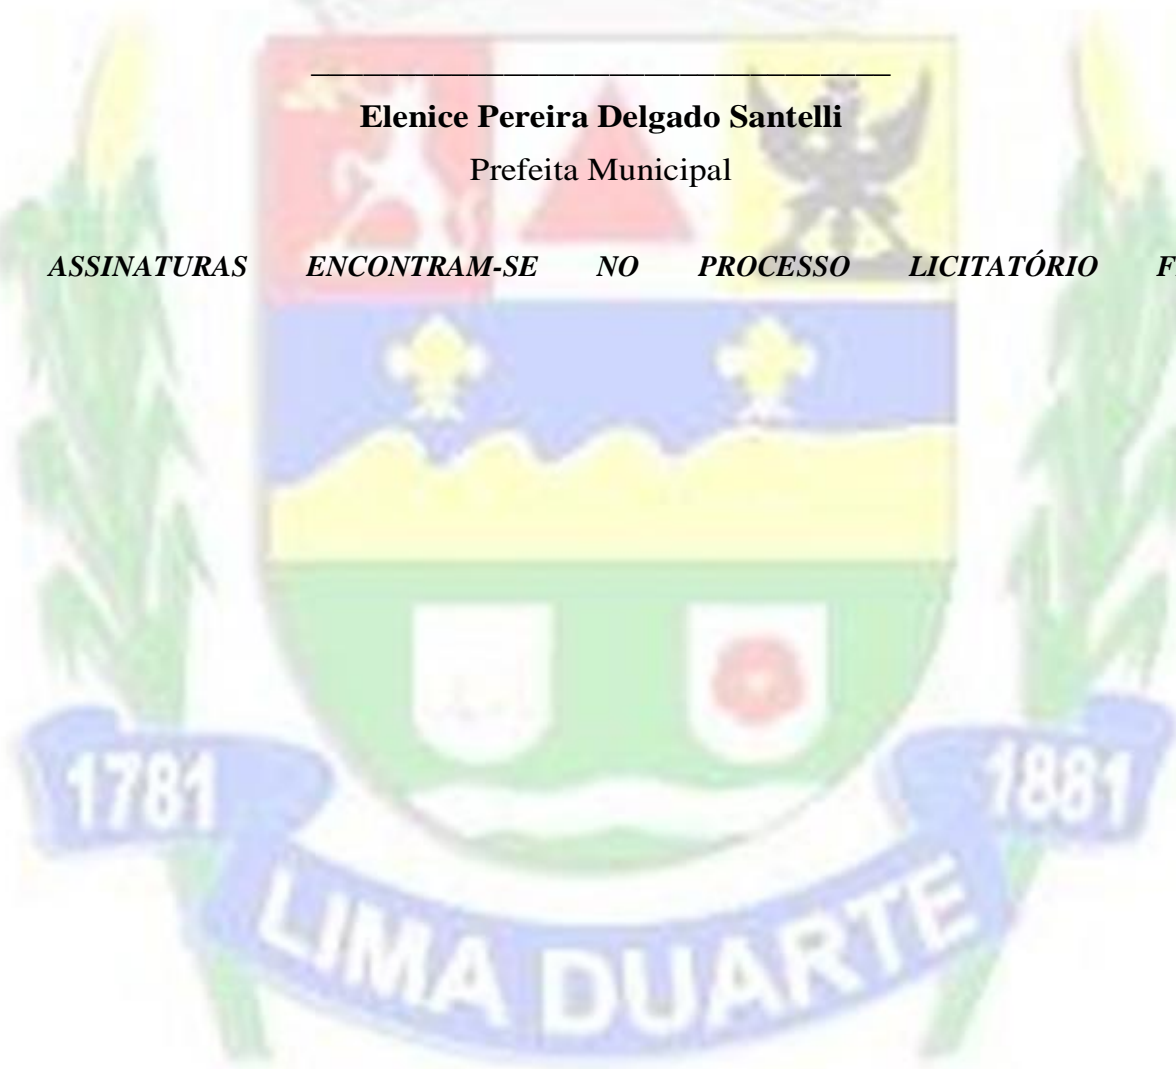 Elenice Pereira Delgado Santelli
Prefeita Municipal
ASSINATURAS ENCONTRAM-SE NO PROCESSO LICITATÓRIO
1781
1881
LIMA DUARTE